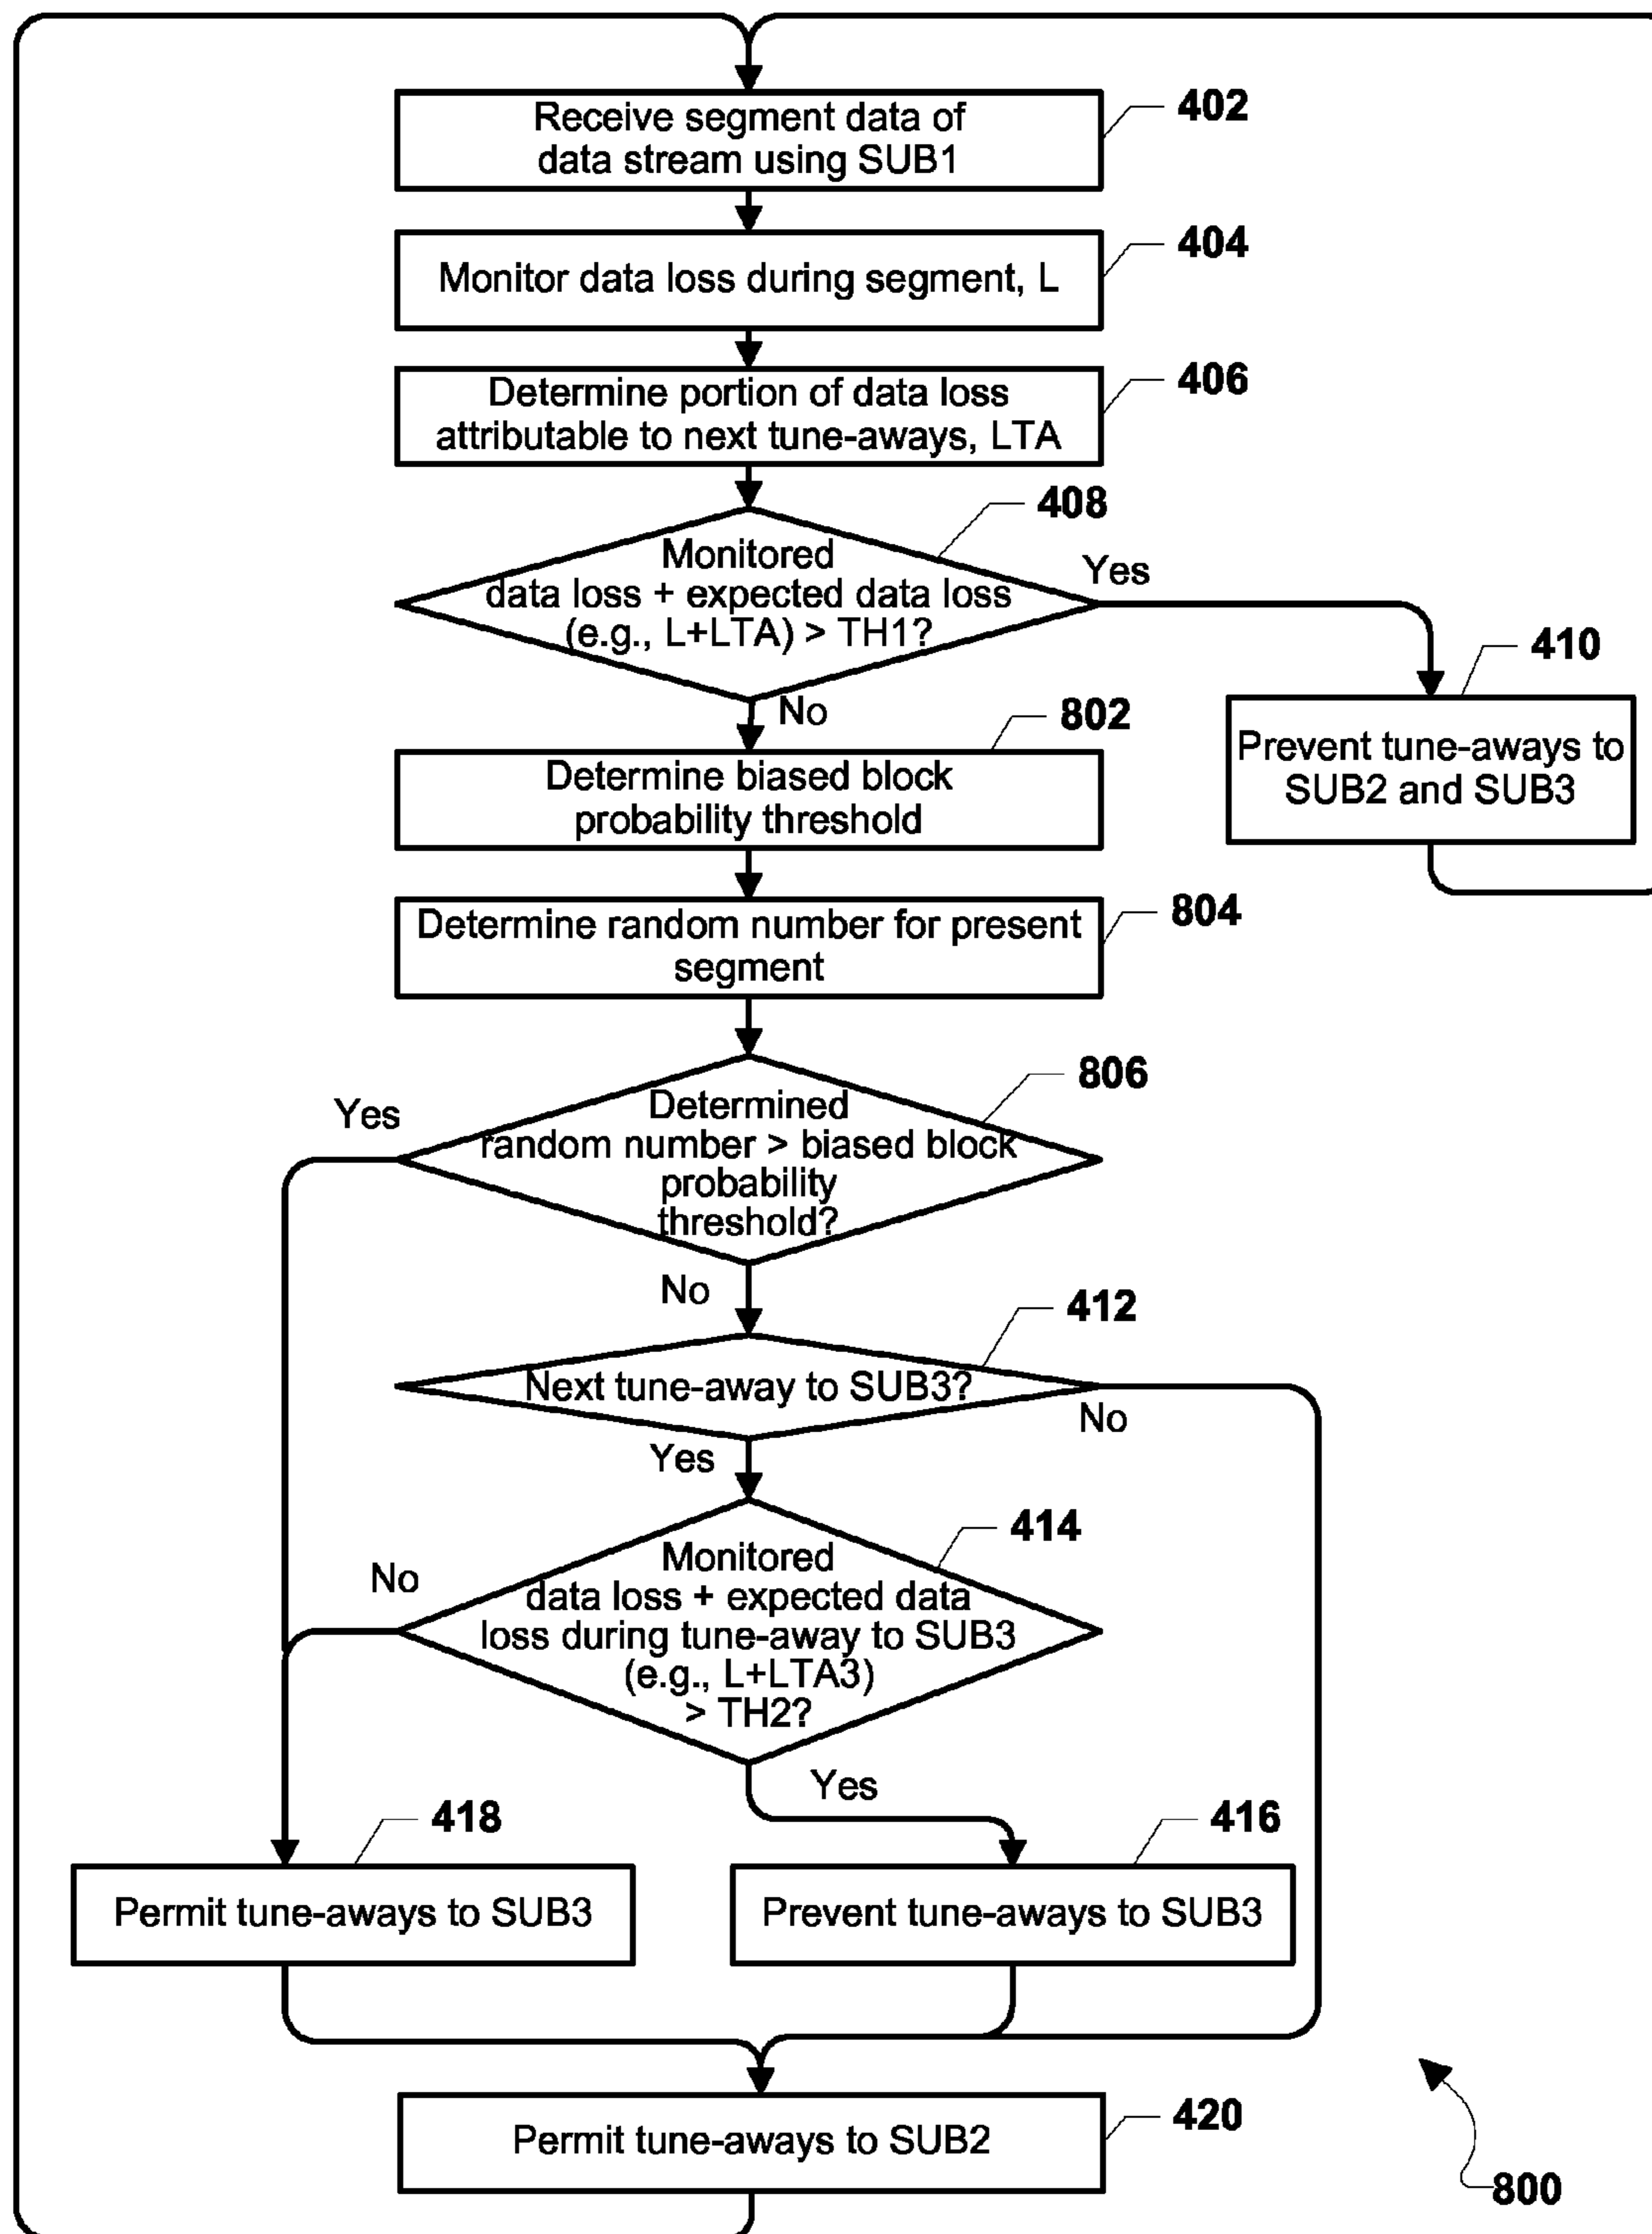 Receive segment data of
data stream using SUB1
402
Monitor data loss during segment, L
404
Determine portion of data loss
attributable to next tune-aways, LTA
406
Monitored
data loss + expected data loss
(e.g., L+LTA) > TH1?
408
Yes
No
Prevent tune-aways to
SUB2 and SUB3
410
Determine biased block
probability threshold
802
Determine random number for present
segment
804
Determined
random number > biased block
probability
threshold?
806
Yes
No
Next tune-away to SUB3?
412
No
Yes
Monitored
data loss + expected data
loss during tune-away to SUB3
(e.g., L+LTA3)
> TH2?
414
No
Yes
Permit tune-aways to SUB3
418
Prevent tune-aways to SUB3
416
Permit tune-aways to SUB2
420
800